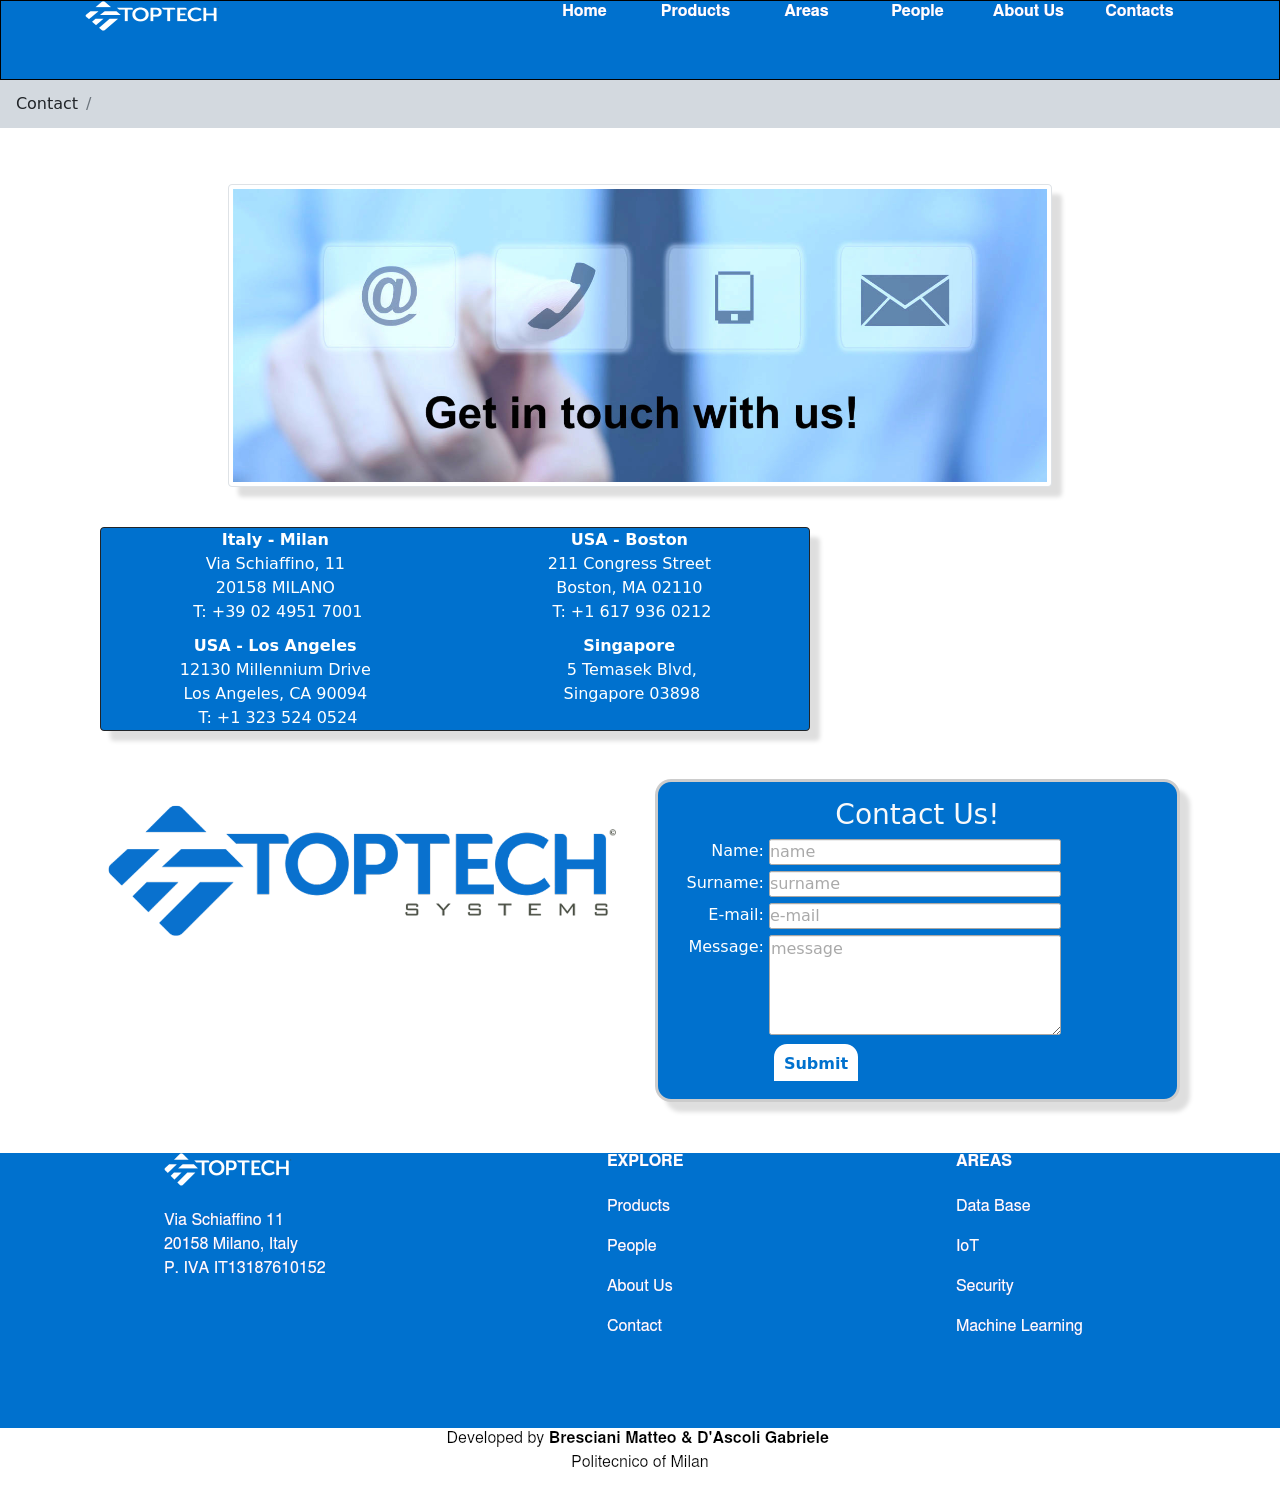 TOPTECH
Home Products Areas People About Us Contacts
Contact /
@
Get in touch with us!
Italy - Milan
Via Schiaffino, 11
20158 MILANO
T: +39 02 4951 7001
USA - Boston
211 Congress Street
Boston, MA 02110
T: +1 617 936 0212
USA - Los Angeles
12130 Millennium Drive
Los Angeles, CA 90094
T: +1 323 524 0524
Singapore
5 Temasek Blvd,
Singapore 03898
TOPTECH©
SYSTEMS
Contact Us!
Name: name
Surname: surname
E-mail: e-mail
Message: message
Submit
TOPTECH
Via Schiaffino 11
20158 Milano, Italy
P. IVA IT13187610152
EXPLORE
Products
People
About Us
Contact
AREAS
Data Base
IoT
Security
Machine Learning
Developed by Bresciani Matteo & D'Ascoli Gabriele
Politecnico of Milan